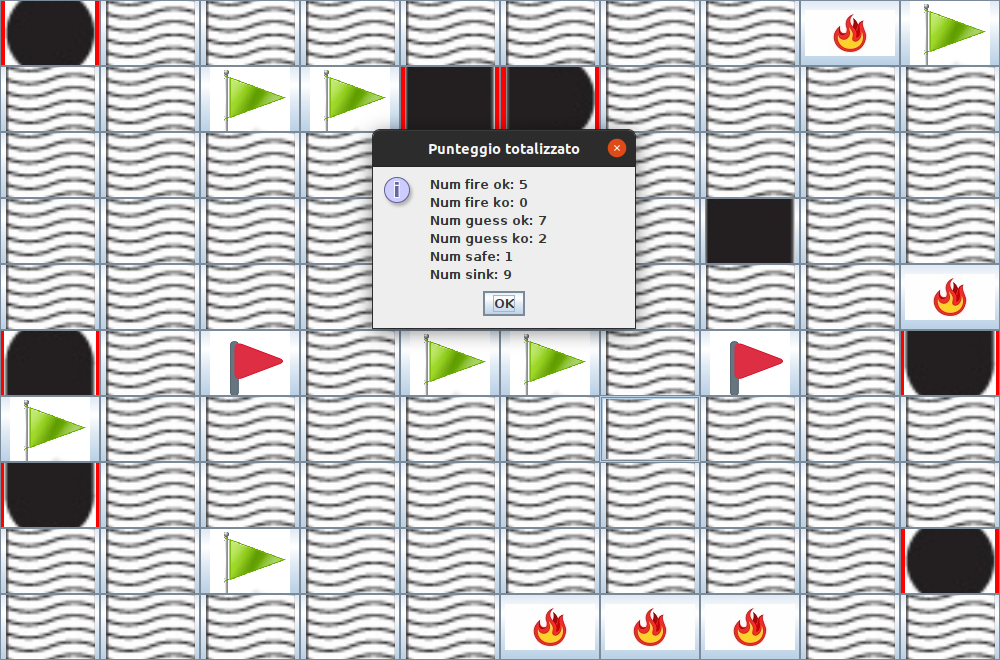 Punteggio totalizzato
Num fire ok: 5
Num fire ko: 0
Num guess ok: 7
Num guess ko: 2
Num safe: 1
Num sink: 9
OK